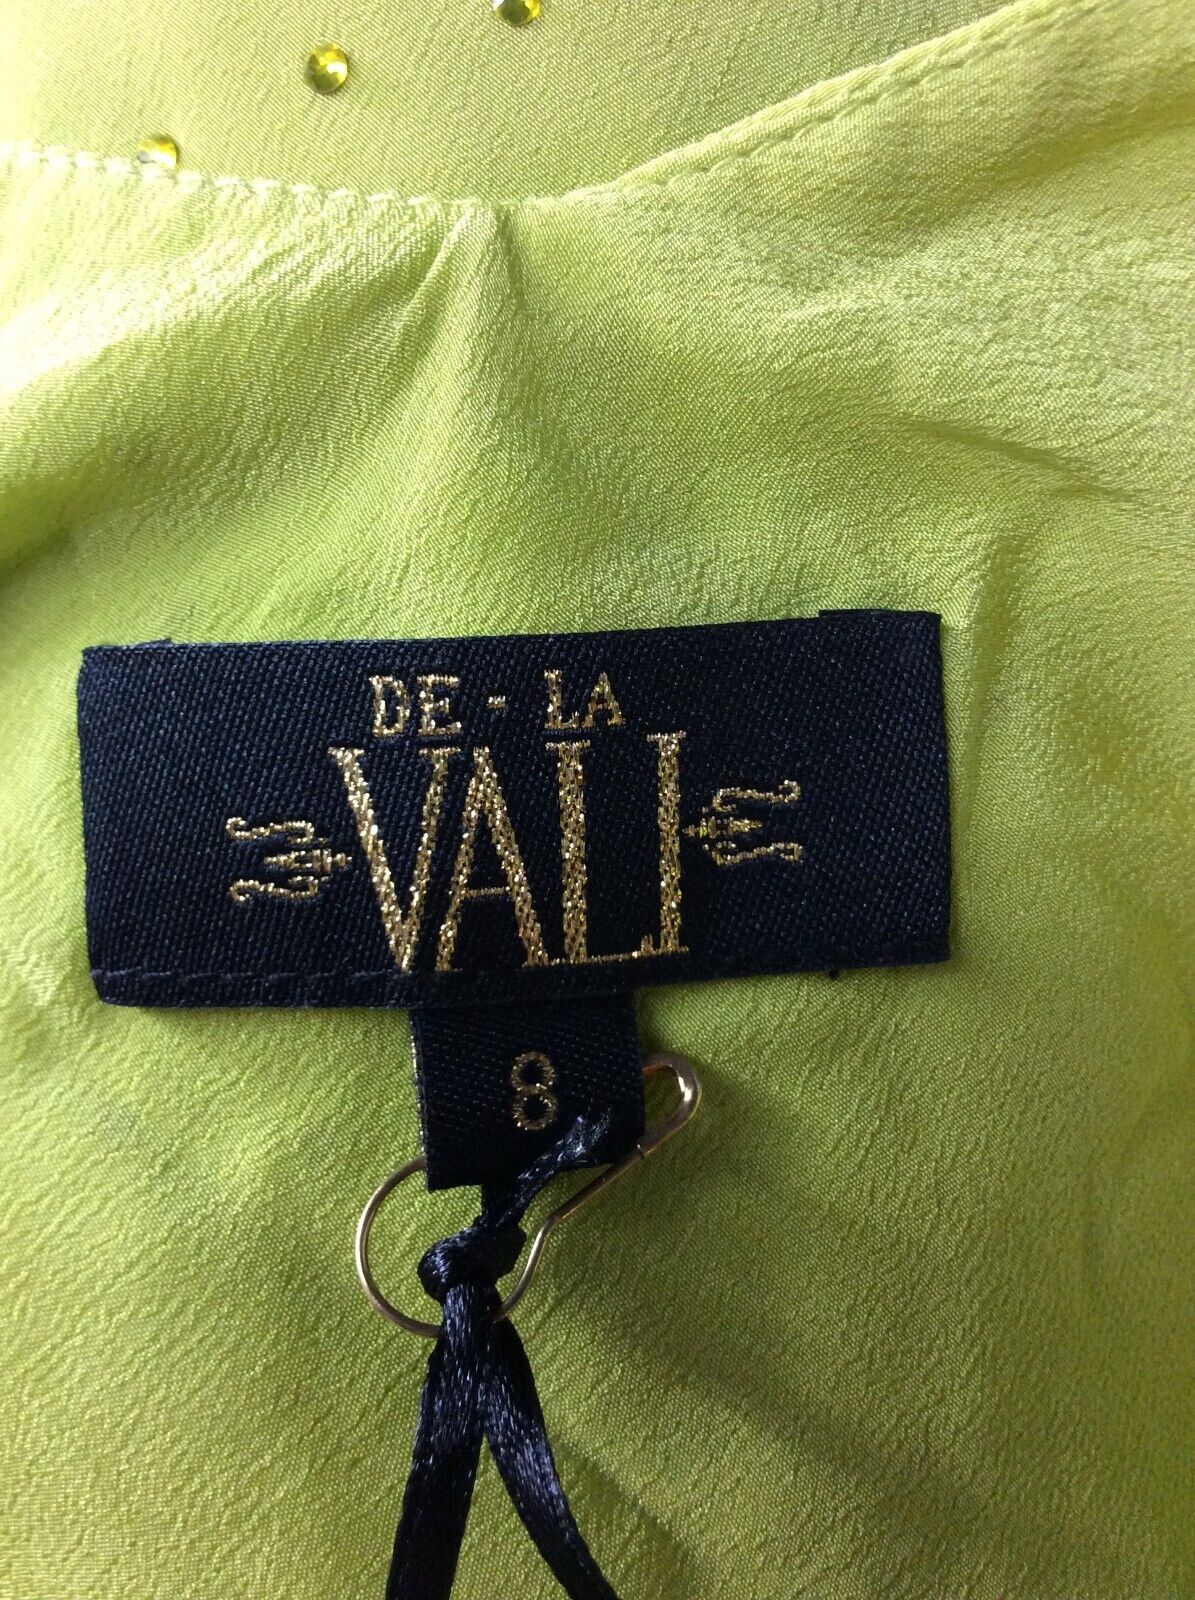 DE - LA
VALI
8